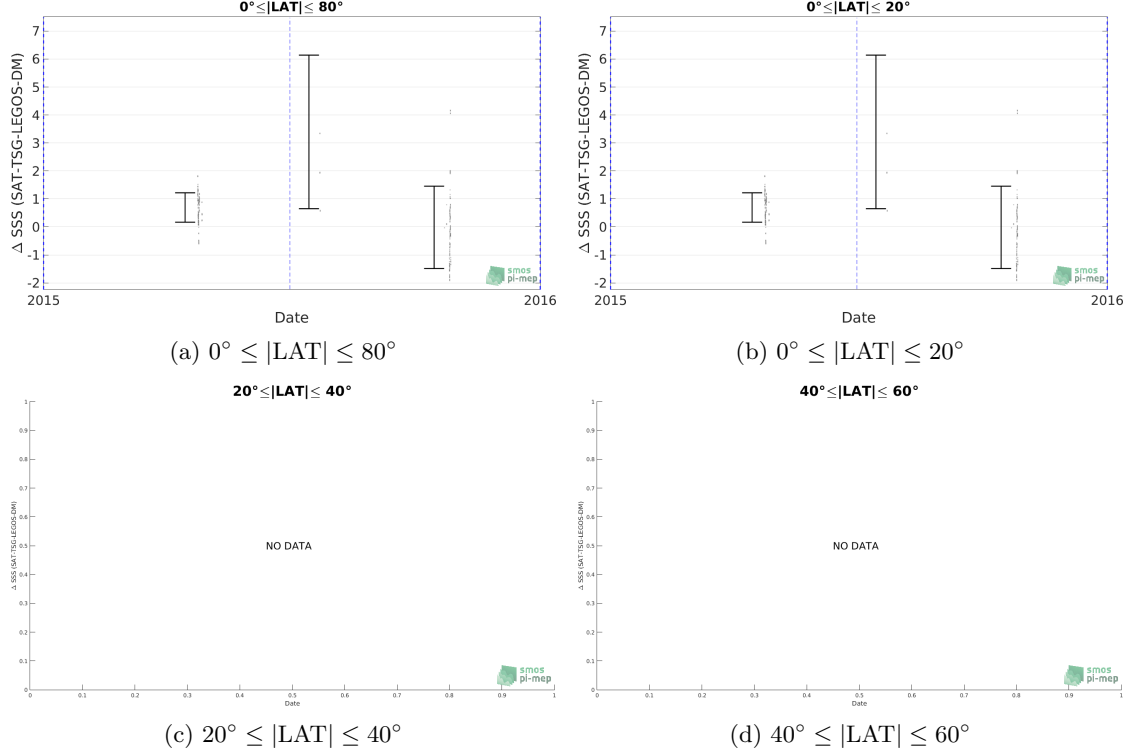 0°≤|LAT|≤ 80°
Δ SSS (SAT-TSG-LEGOS-DM)
7
6
5
4
3
2
1
0
-1
-2
2015
2016
Date
smos
pi-mep
(a) 0° ≤ |LAT| ≤ 80°
0°≤|LAT|≤ 20°
Δ SSS (SAT-TSG-LEGOS-DM)
7
6
5
4
3
2
1
0
-1
-2
2015
2016
Date
smos
pi-mep
(b) 0° ≤ |LAT| ≤ 20°
20°≤|LAT|≤ 40°
Δ SSS (SAT-TSG-LEGOS-DM)
1
0.9
0.8
0.7
0.6
0.5
0.4
0.3
0.2
0.1
0
NO DATA
smos
pi-mep
0 0.1 0.2 0.3 0.4 0.5 0.6 0.7 0.8 0.9 1
Date
(c) 20° ≤ |LAT| ≤ 40°
40°≤|LAT|≤ 60°
Δ SSS (SAT-TSG-LEGOS-DM)
1
0.9
0.8
0.7
0.6
0.5
0.4
0.3
0.2
0.1
0
NO DATA
smos
pi-mep
0 0.1 0.2 0.3 0.4 0.5 0.6 0.7 0.8 0.9 1
Date
(d) 40° ≤ |LAT| ≤ 60°